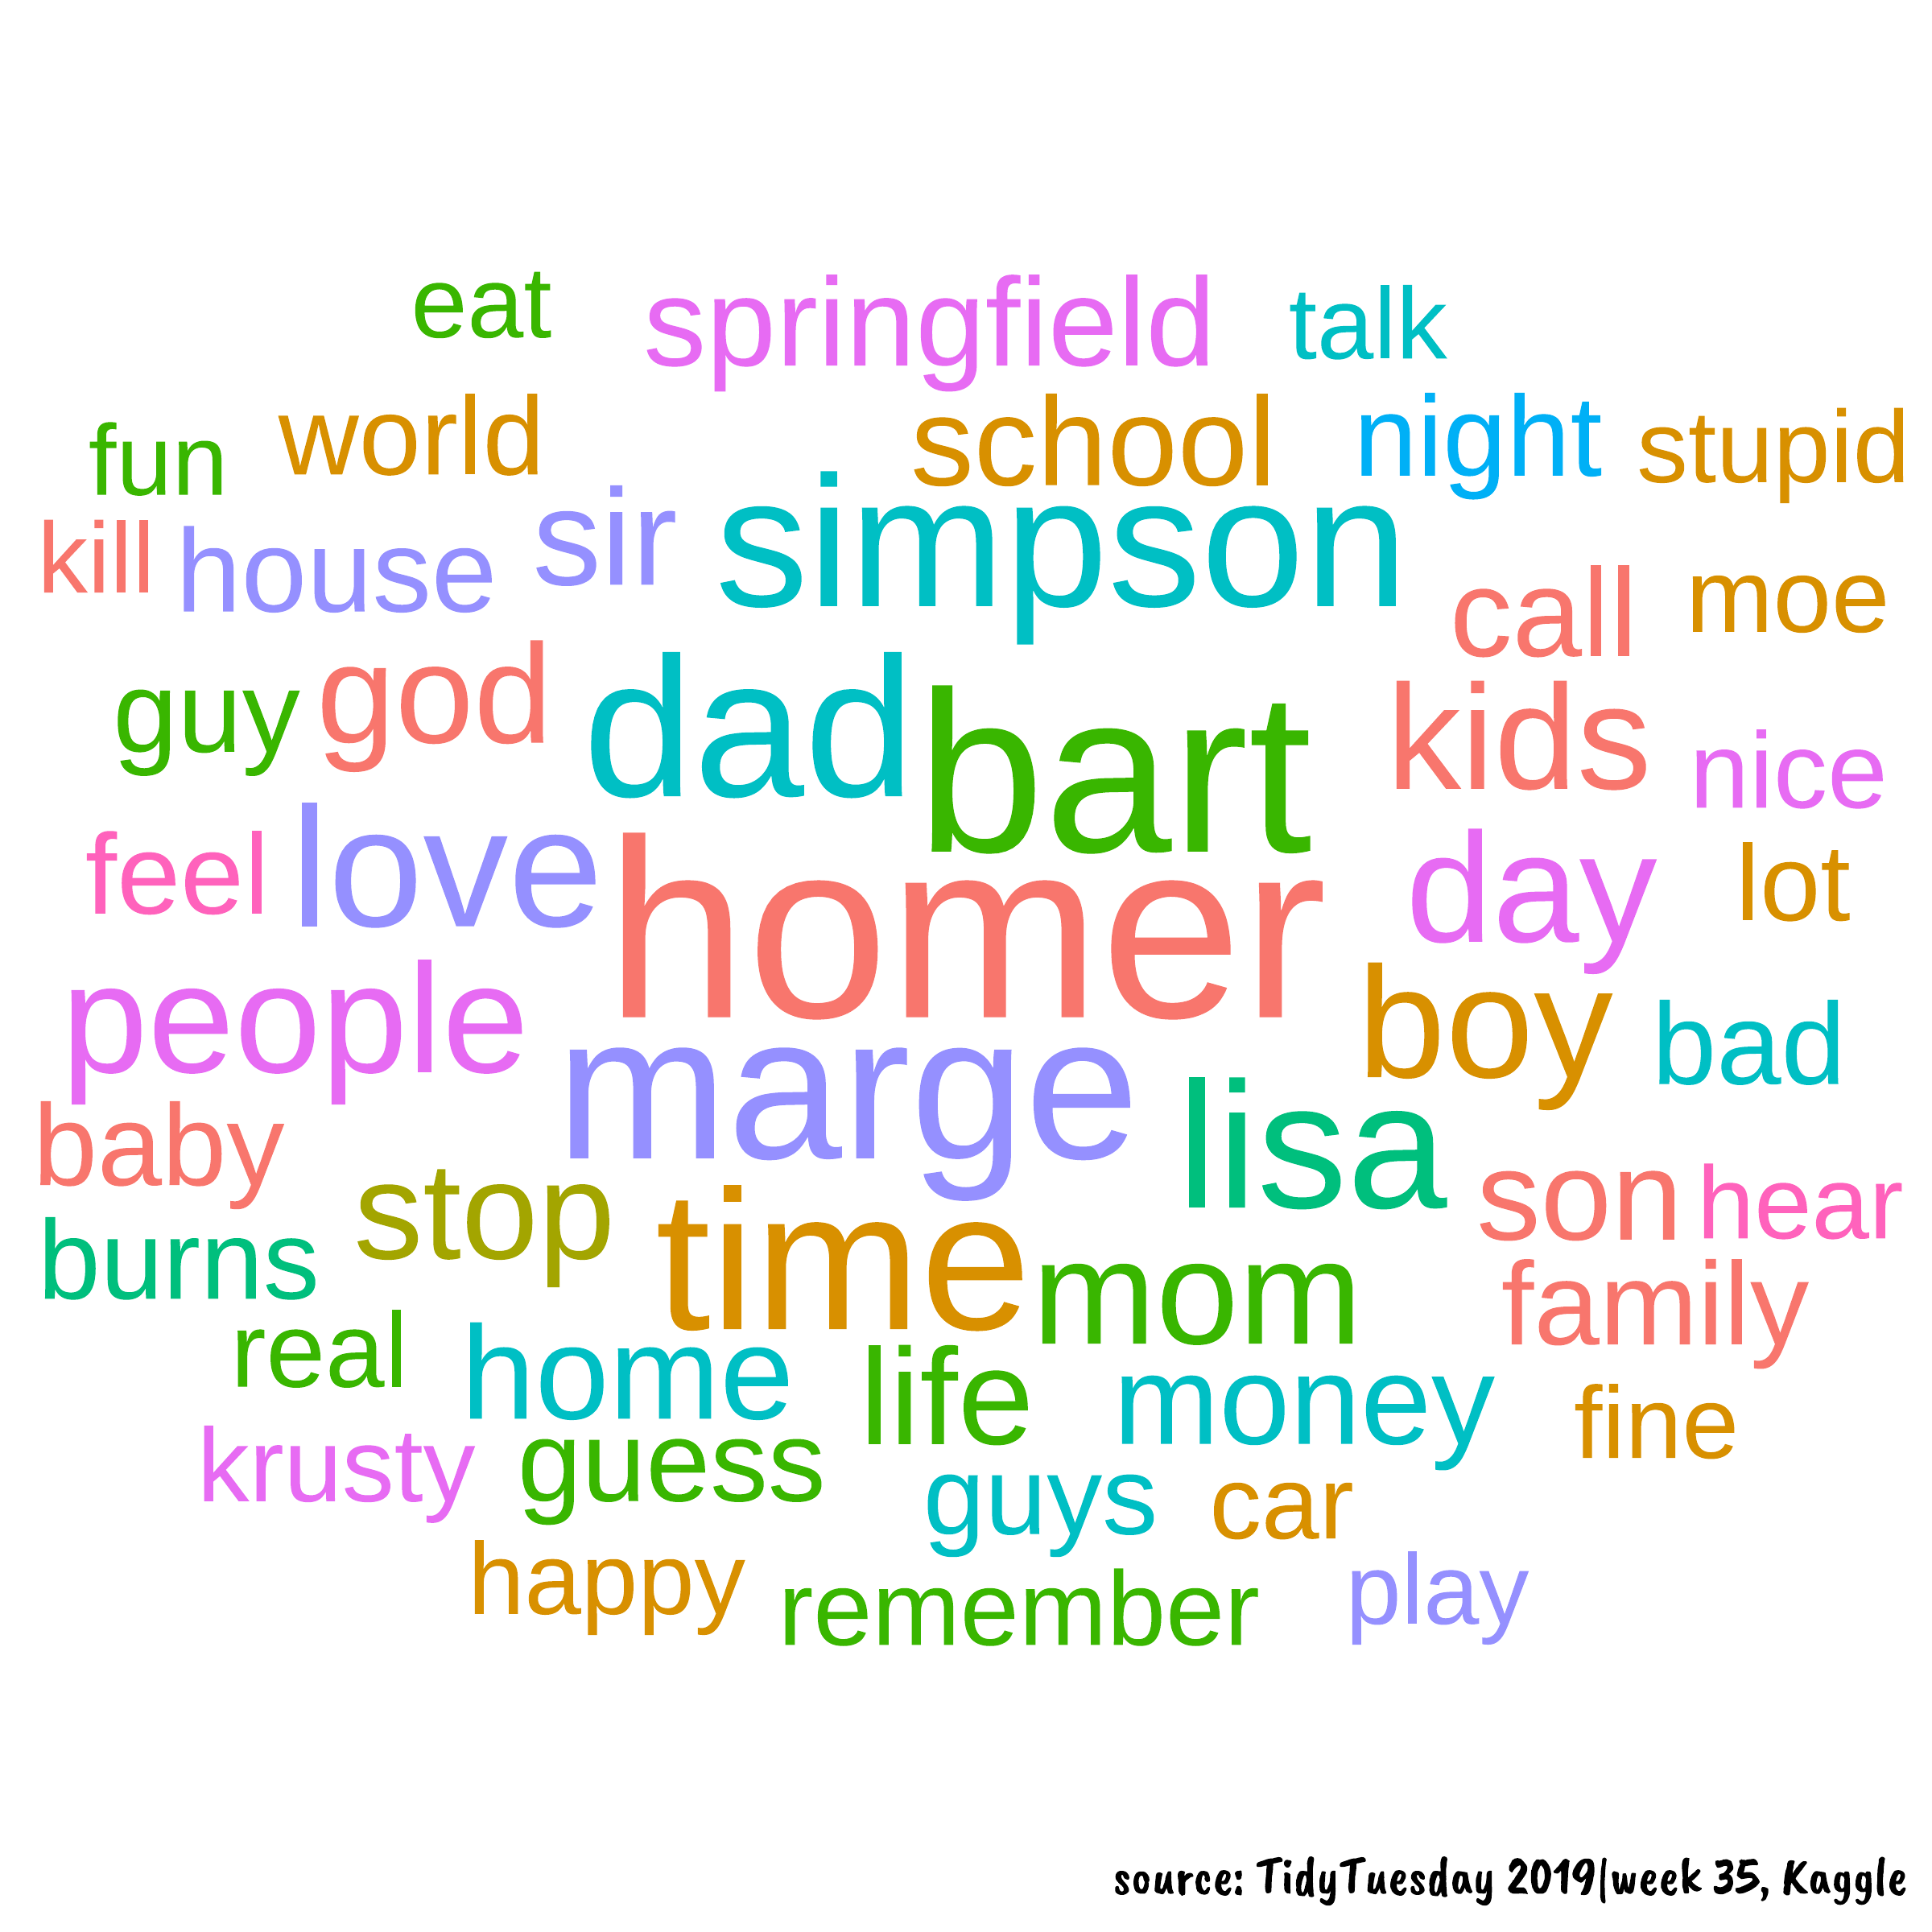 eat springfield talk
fun world school night stupid
kill house sir simpson call moe
guy god dad bart kids nice
feel love homer day lot
people marge boy bad
baby lisa
stop time son hear
burns mom family
real home life money fine
krusty guess guys car
happy remember play
source: TidyTuesday 2019|week 35, Kaggle